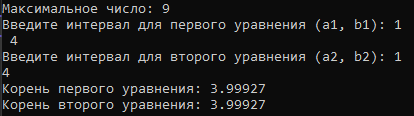 Максимальное число: 9
Введите интервал для первого уравнения (a1, b1): 1
4
Введите интервал для второго уравнения (a2, b2): 1
4
Корень первого уравнения: 3.99927
Корень второго уравнения: 3.99927